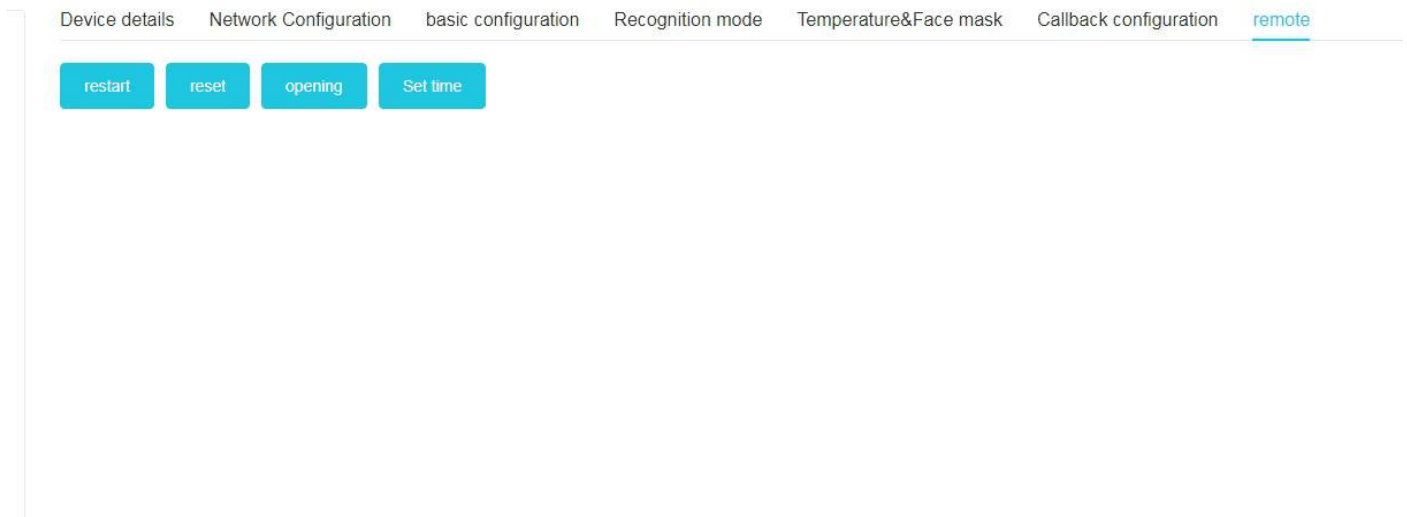 Device details Network Configuration basic configuration Recognition mode Temperature&Face mask Callback configuration remote
restart reset opening Set time